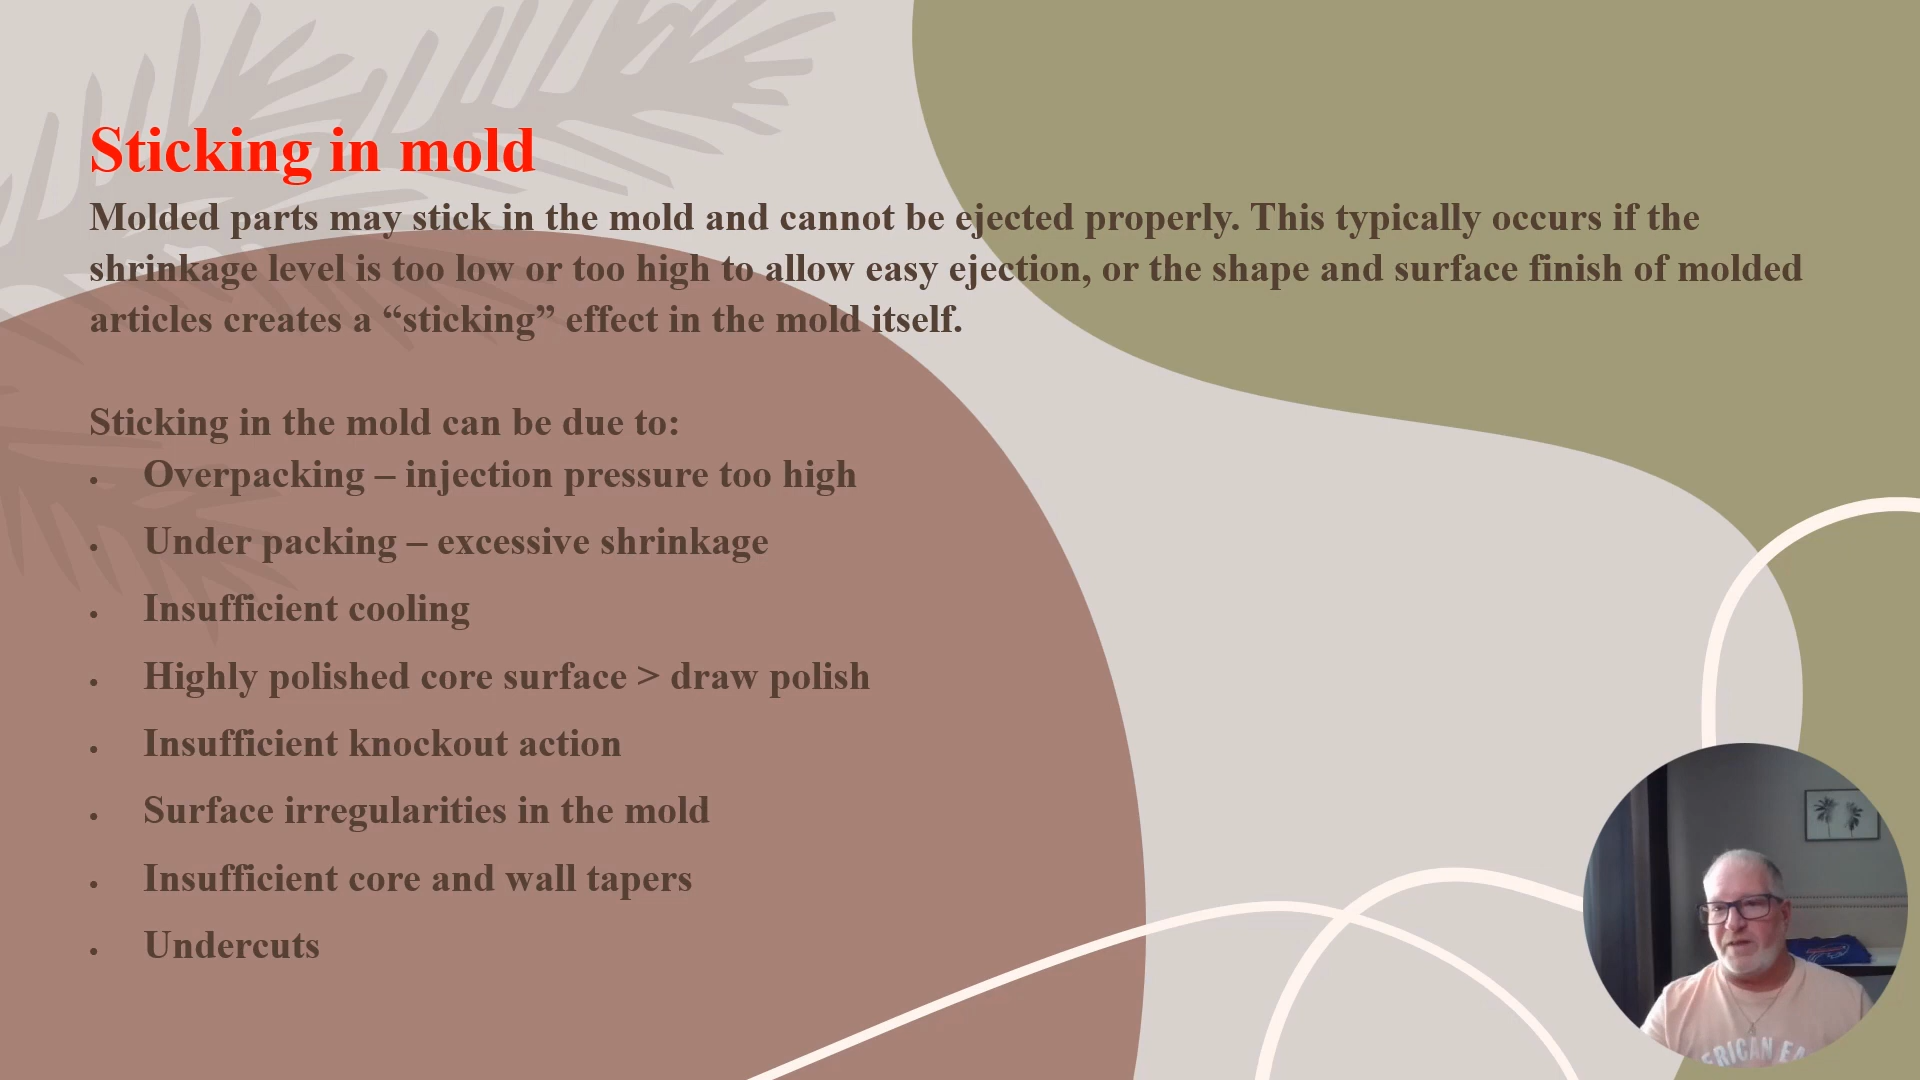 Sticking in mold
Molded parts may stick in the mold and cannot be ejected properly. This typically occurs if the
shrinkage level is too low or too high to allow easy ejection, or the shape and surface finish of molded
articles creates a “sticking” effect in the mold itself.
Sticking in the mold can be due to:
• Overpacking – injection pressure too high
• Under packing – excessive shrinkage
• Insufficient cooling
• Highly polished core surface > draw polish
• Insufficient knockout action
• Surface irregularities in the mold
• Insufficient core and wall tapers
• Undercuts